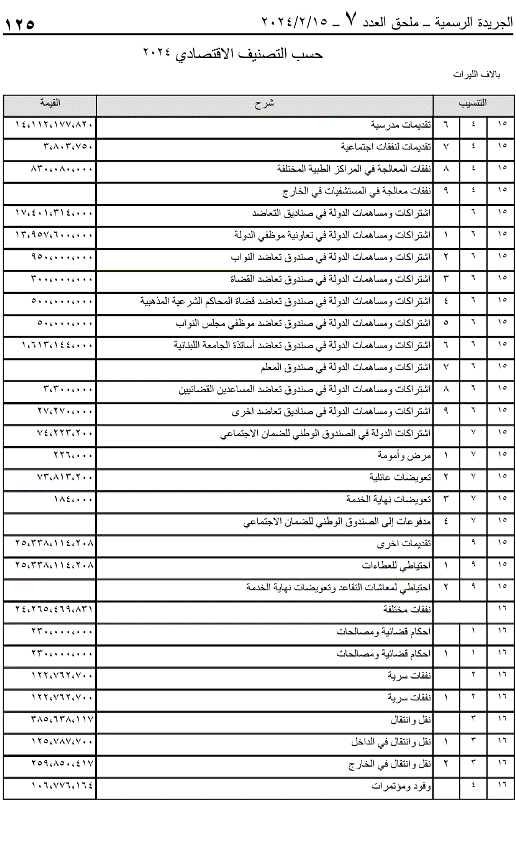 الجريدة الرسمية – ملحق العدد ٧ – ٢٠٢٤/٢/١٥ ١٢٥
حسب التصنيف الاقتصادي ٢٠٢٤
بالاف الليرات
التنسيب شرح القيمة
١٥ ٤ ٦ تقديمات مدرسية ١٤،١١٢،١٧٧،٨٢٠
١٥ ٤ ٧ تقديمات لنفقات اجتماعية ٣،٨٠٣،٧٥٠
١٥ ٤ ٨ نفقات المعالجة في المراكز الطبية المختلفة ٨٣٠،٠٨٠،٠٠٠
١٥ ٤ ٩ نفقات معالجة في المستشفيات في الخارج
١٥ ٦ اشتراكات ومساهمات الدولة في صناديق التعاضد ١٧،٤٠١،٣١٤،٠٠٠
١٥ ٦ ١ اشتراكات ومساهمات الدولة في تعاونية موظفي الدولة ١٣،٩٥٧،٦٠٠،٠٠٠
١٥ ٦ ٢ اشتراكات ومساهمات الدولة في صندوق تعاضد النواب ٩٥٠،٠٠٠،٠٠٠
١٥ ٦ ٣ اشتراكات ومساهمات الدولة في صندوق تعاضد القضاة ٣٠٠،٠٠٠،٠٠٠
١٥ ٦ ٤ اشتراكات ومساهمات الدولة في صندوق تعاضد قضاة المحاكم الشرعية المذهبية ٥٠٠،٠٠٠،٠٠٠
١٥ ٦ ٥ اشتراكات ومساهمات الدولة في صندوق تعاضد موظفي مجلس النواب ٥٠،٠٠٠،٠٠٠
١٥ ٦ ٦ اشتراكات ومساهمات الدولة في صندوق تعاضد أساتذة الجامعة اللبنانية ١،٦١٣،١٤٤،٠٠٠
١٥ ٦ ٧ اشتراكات ومساهمات الدولة في صندوق المعلم
١٥ ٦ ٨ اشتراكات ومساهمات الدولة في صندوق تعاضد المساعدين القضائيين ٣،٣٠٠،٠٠٠
١٥ ٦ ٩ اشتراكات ومساهمات الدولة في صناديق تعاضد اخرى ٢٧،٢٧٠،٠٠٠
١٥ ٧ اشتراكات الدولة في الصندوق الوطني للضمان الاجتماعي ٧٤،٢٢٣،٢٠٠
١٥ ٧ ١ مرض وأمومة ٢٢٦،٠٠٠
١٥ ٧ ٢ تعويضات عائلية ٧٣،٨١٣،٢٠٠
١٥ ٧ ٣ تعويضات نهاية الخدمة ١٨٤،٠٠٠
١٥ ٧ ٤ مدفوعات إلى الصندوق الوطني للضمان الاجتماعي
١٥ ٩ تقديمات اخرى ٢٥،٣٣٨،١١٤،٢٠٨
١٥ ٩ ١ احتياطي للعطاءات ٢٥،٣٣٨،١١٤،٢٠٨
١٥ ٩ ٢ احتياطي لمعاشات التقاعد وتعويضات نهاية الخدمة
١٦ نفقات مختلفة ٢٤،٢٦٥،٤٦٩،٨٣١
١٦ ١ احكام قضائية ومصالحات ٢٣٠،٠٠٠،٠٠٠
١٦ ١ ١ احكام قضائية ومصالحات ٢٣٠،٠٠٠،٠٠٠
١٦ ٢ نفقات سرية ١٢٢،٧٦٢،٧٠٠
١٦ ٢ ١ نفقات سرية ١٢٢،٧٦٢،٧٠٠
١٦ ٣ نقل وانتقال ٣٨٥،٦٣٨،١١٧
١٦ ٣ ١ نقل وانتقال في الداخل ١٢٥،٧٨٧،٧٠٠
١٦ ٣ ٢ نقل وانتقال في الخارج ٢٥٩،٨٥٠،٤١٧
١٦ ٤ وفود ومؤتمرات ١٠٦،٧٧٦،١٦٤